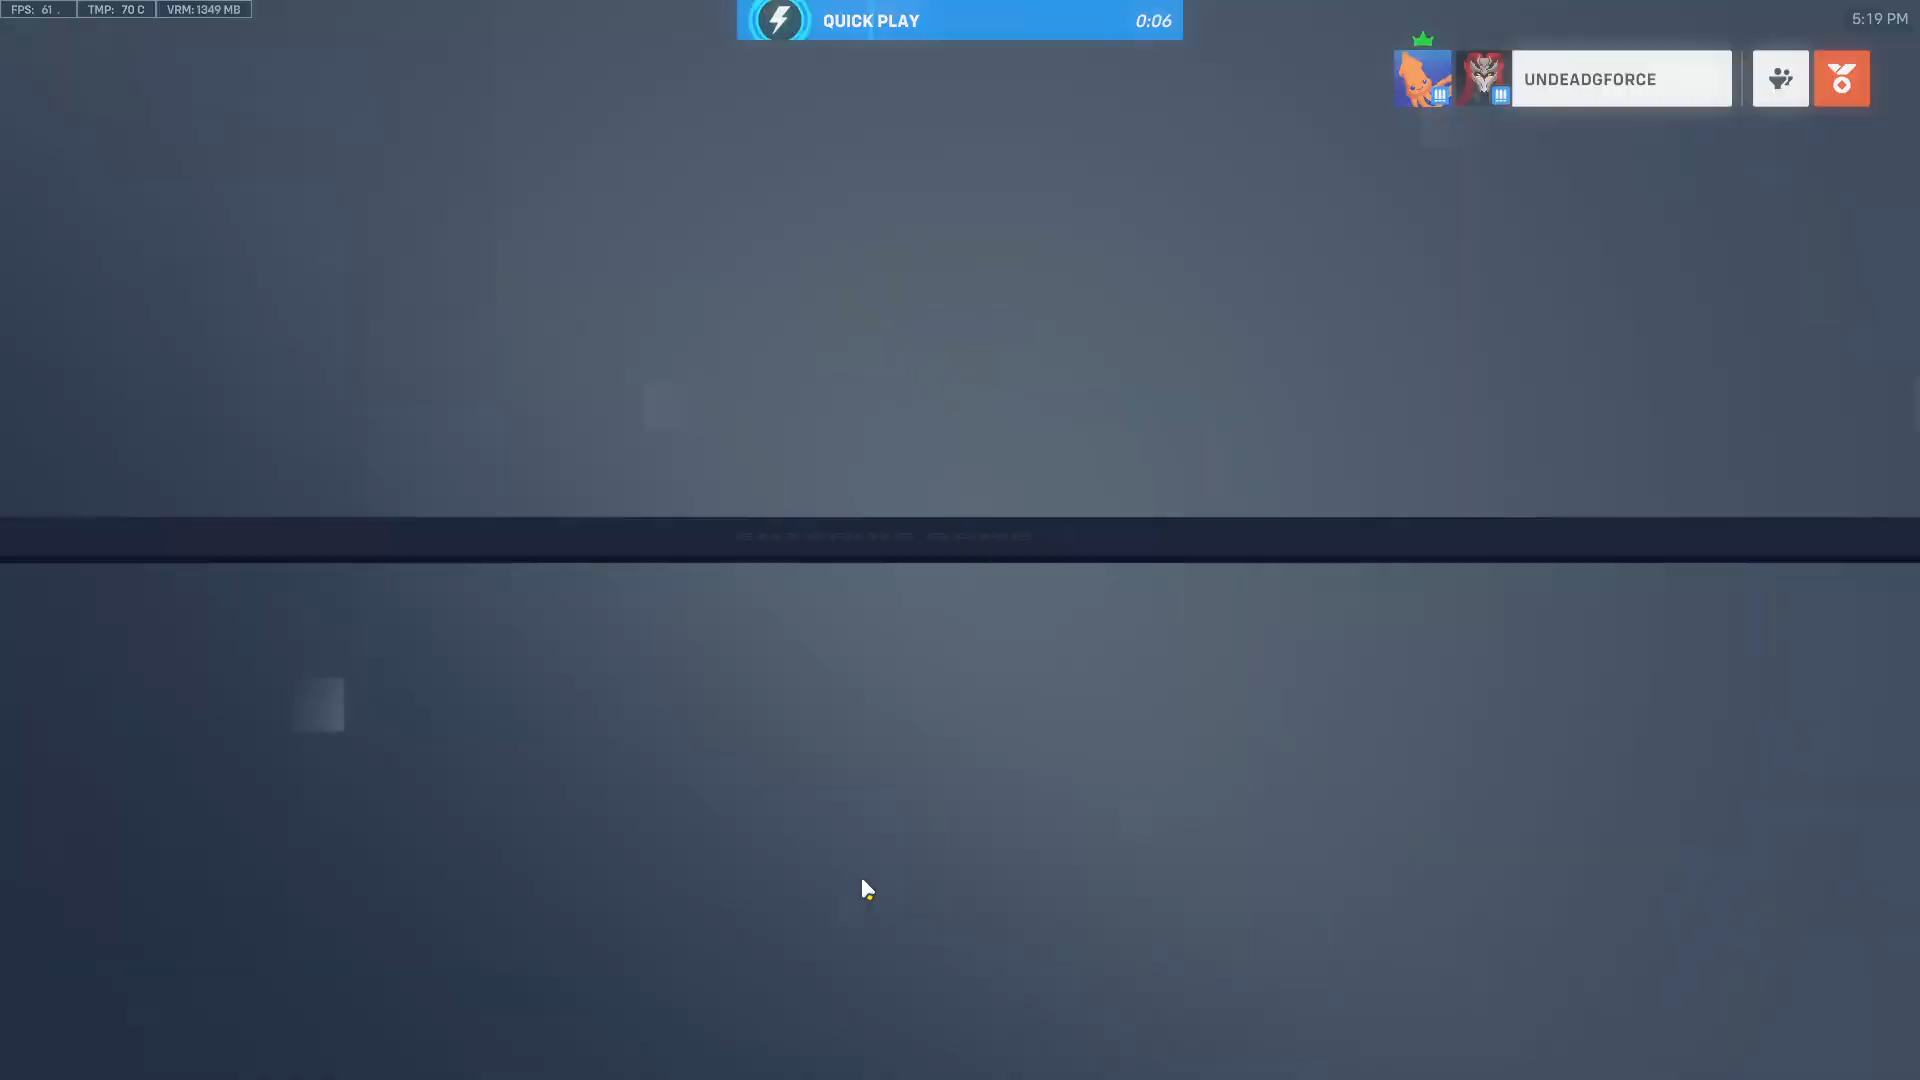 FPS: 61 TMP: 70 C VRM: 1349 MB
QUICK PLAY 0:06
5:19 PM
UNDEADGFORCE